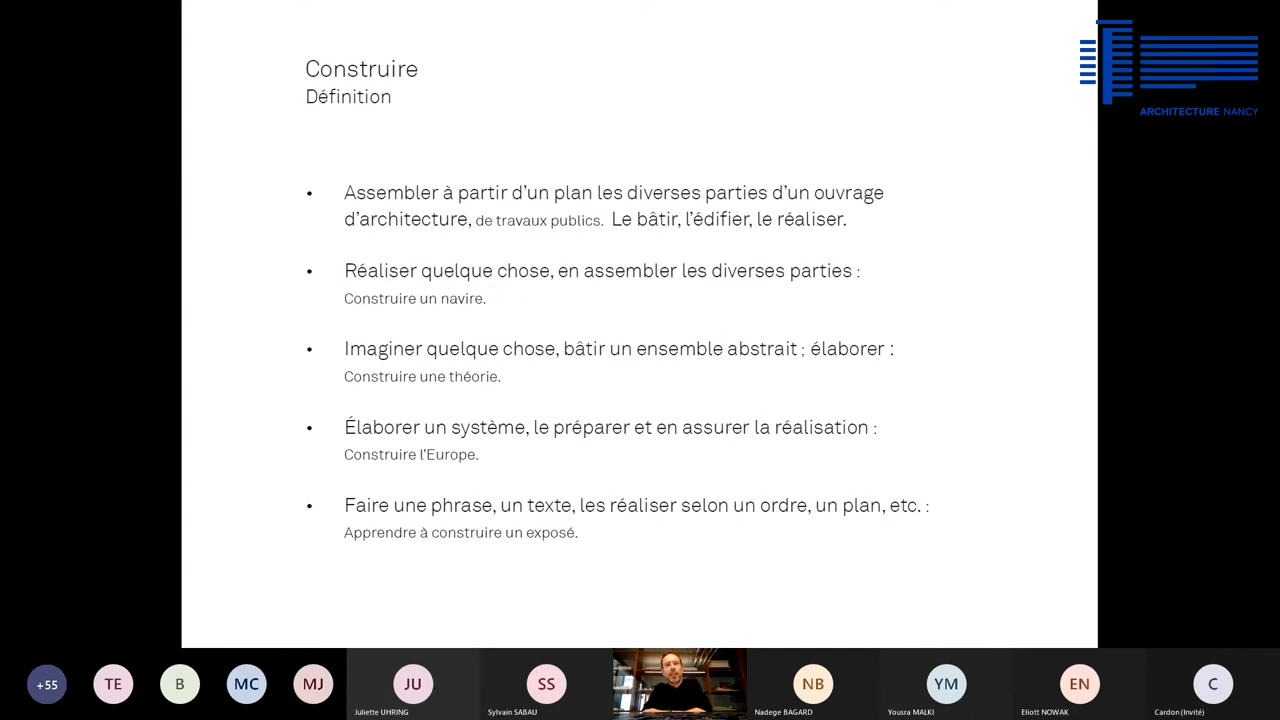 Construire
Définition
ARCHITECTURE NANCY
• Assembler à partir d'un plan les diverses parties d'un ouvrage
d'architecture, de travaux publics. Le bâtir, l'édifier, le réaliser.
• Réaliser quelque chose, en assembler les diverses parties :
Construire un navire.
• Imaginer quelque chose, bâtir un ensemble abstrait ; élaborer :
Construire une théorie.
• Élaborer un système, le préparer et en assurer la réalisation :
Construire l'Europe.
• Faire une phrase, un texte, les réaliser selon un ordre, un plan, etc. :
Apprendre à construire un exposé.
+55
TE
B
MC
MJ
JU
SS
NB
YM
EN
C
Juliette UHRING
Sylvain SABAU
Nadege BAGARD
Yousra MALKI
Eliott NOWAK
Cardon (Invité)